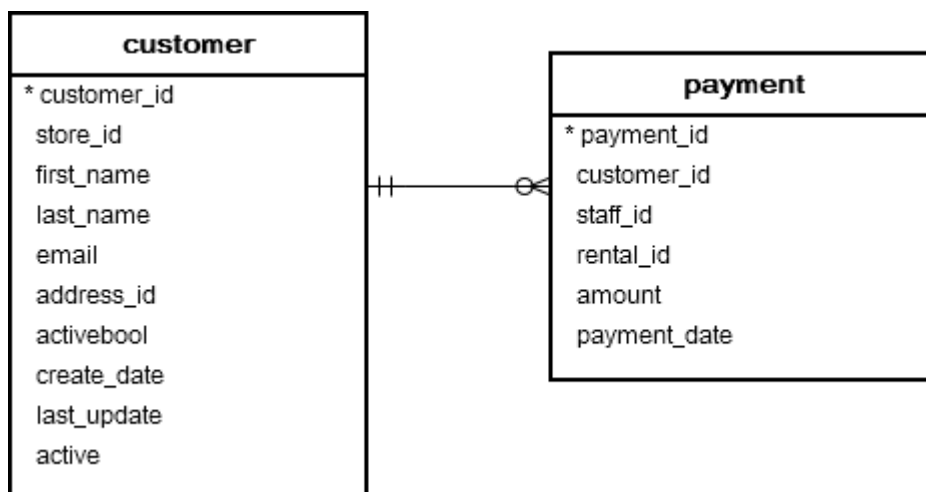 customer
* customer_id
store_id
first_name
last_name
email
address_id
activebool
create_date
last_update
active
payment
* payment_id
customer_id
staff_id
rental_id
amount
payment_date